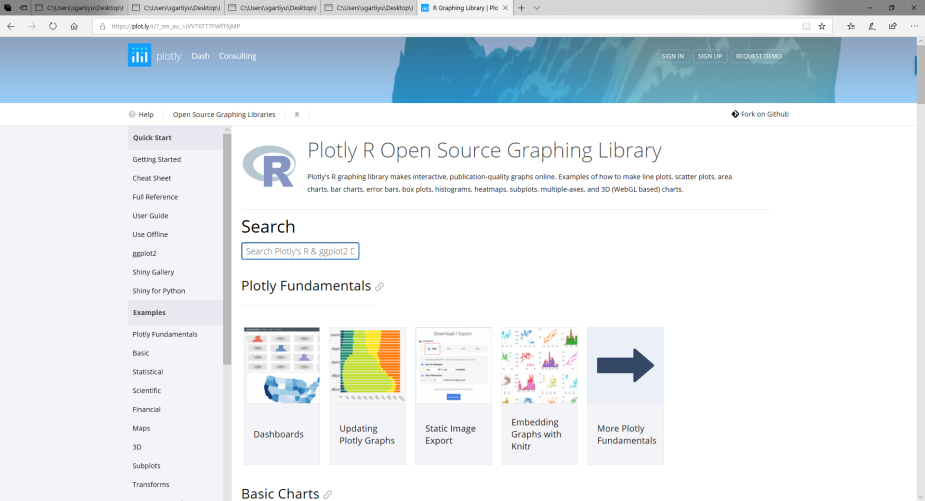 C:\Users\sgartiyu\Desktop\I
C:\Users\sgartiyu\Desktop\I
C:\Users\sgartiyu\Desktop\I
C:\Users\sgartiyu\Desktop\I
R Graphing Library | Plo
https://plot.ly/r/?_sm_au_=iVVT6TT7FWfT6jMP
plotly
Dash
Consulting
SIGN IN
SIGN UP
REQUEST DEMO
Help
Open Source Graphing Libraries
R
Fork on Github
Quick Start
Getting Started
Cheat Sheet
Full Reference
User Guide
Use Offline
ggplot2
Shiny Gallery
Shiny for Python
Examples
Plotly Fundamentals
Basic
Statistical
Scientific
Financial
Maps
3D
Subplots
Transforms
R
Plotly R Open Source Graphing Library
Plotly's R graphing library makes interactive, publication-quality graphs online. Examples of how to make line plots, scatter plots, area
charts, bar charts, error bars, box plots, histograms, heatmaps, subplots, multiple-axes, and 3D (WebGL based) charts.
Search
Search Plotly's R & ggplot2 D
Plotly Fundamentals
Download / Export
Dashboards
Updating
Plotly Graphs
Static Image
Export
Embedding
Graphs with
Knitr
More Plotly
Fundamentals
Basic Charts